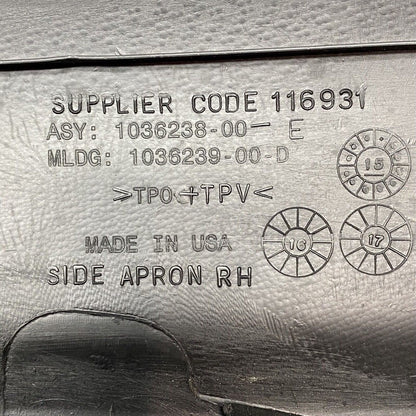 SUPPLIER CODE 116931
ASY: 1036238-00-E
MLDG: 1036239-00-D
>TPO+TPV<
15
MADE IN USA
16
17
SIDE APRON RH